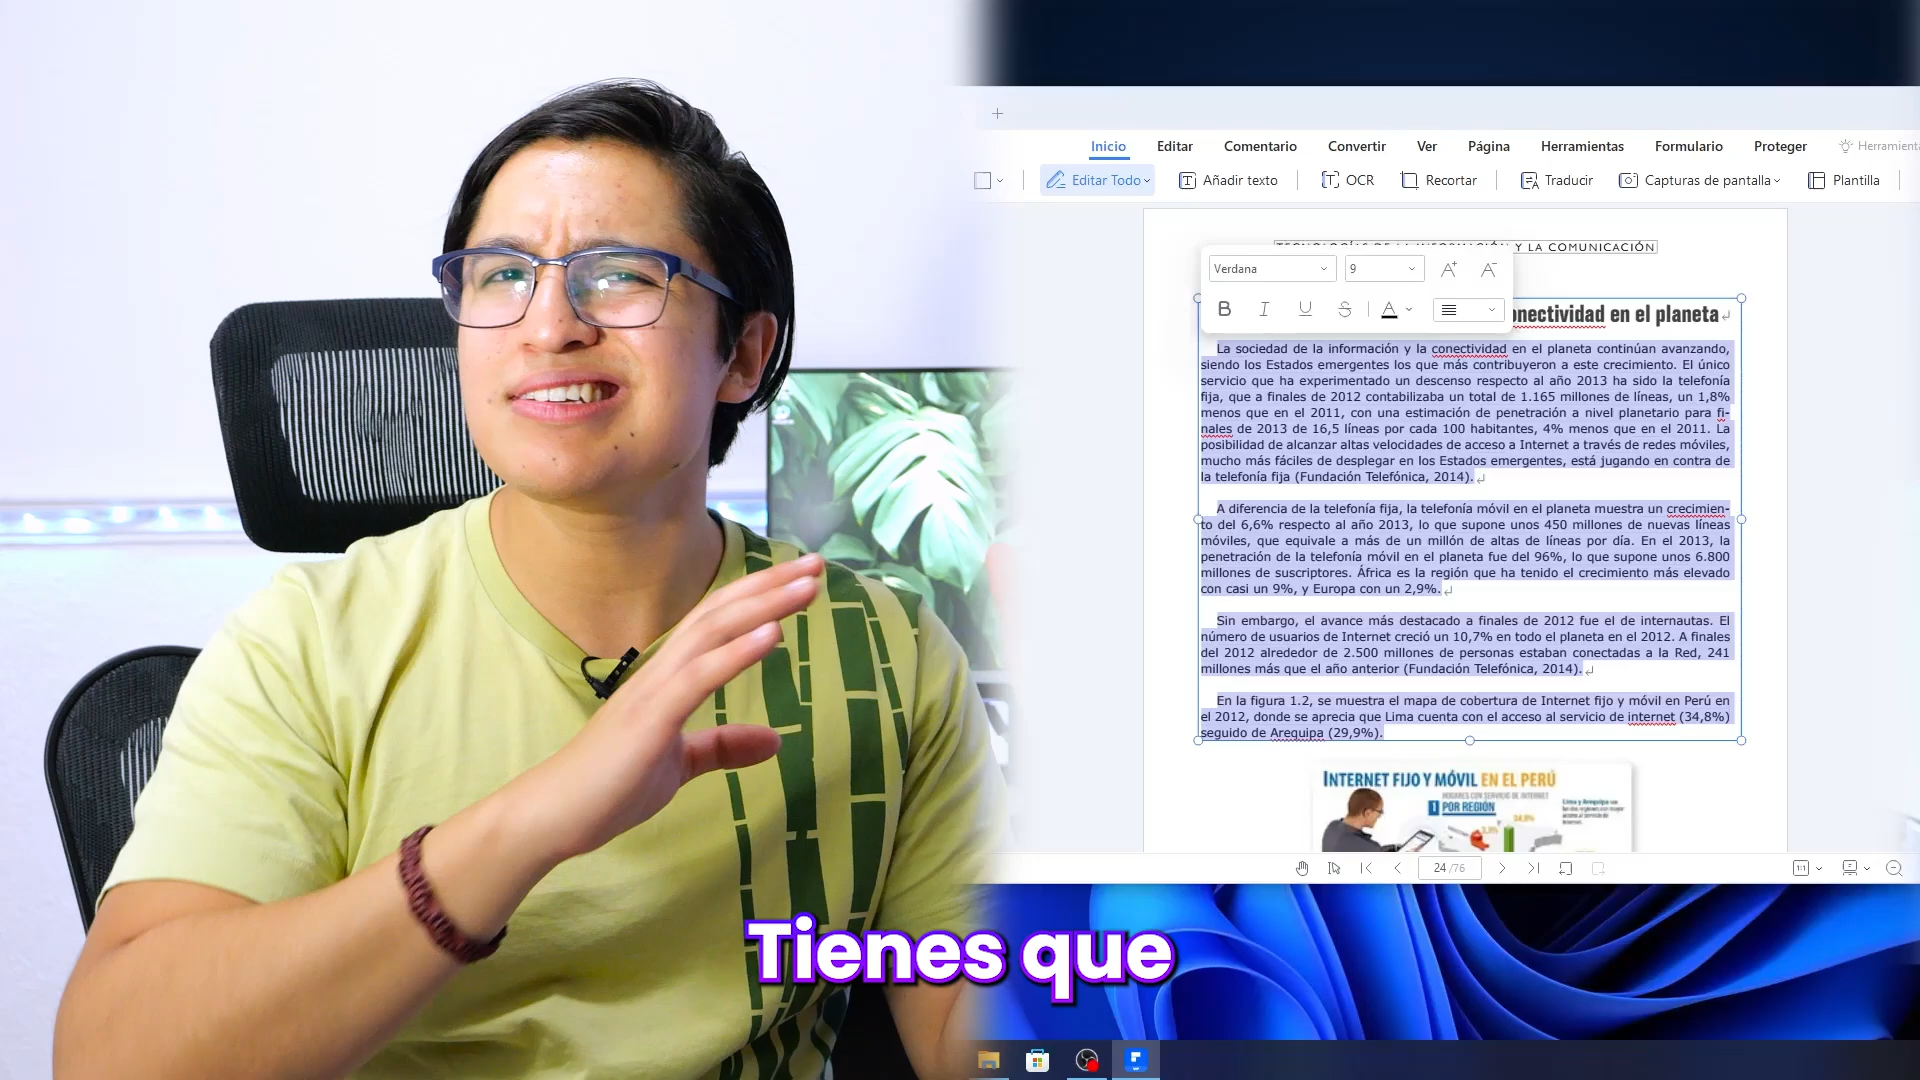 Inicio Editar Comentario Convertir Ver Página Herramientas Formulario Proteger
Editar Todo Añadir texto OCR Recortar Traducir Capturas de pantalla Plantilla
TECNOLOGÍAS DE LA INFORMACIÓN Y LA COMUNICACIÓN
Verdana 9
B I U S A
onectividad en el planeta
La sociedad de la información y la conectividad en el planeta continúan avanzando,
siendo los Estados emergentes los que más contribuyeron a este crecimiento. El único
servicio que ha experimentado un descenso respecto al año 2013 ha sido la telefonía
fija, que a finales de 2012 contabilizaba un total de 1.165 millones de líneas, un 1,8%
menos que en el 2011, con una estimación de penetración a nivel planetario para fi-
nales de 2013 de 16,5 líneas por cada 100 habitantes, 4% menos que en el 2011. La
posibilidad de alcanzar altas velocidades de acceso a Internet a través de redes móviles,
mucho más fáciles de desplegar en los Estados emergentes, está jugando en contra de
la telefonía fija (Fundación Telefónica, 2014).
A diferencia de la telefonía fija, la telefonía móvil en el planeta muestra un crecimien-
to del 6,6% respecto al año 2013, lo que supone unos 450 millones de nuevas líneas
móviles, que equivale a más de un millón de altas de líneas por día. En el 2013, la
penetración de la telefonía móvil en el planeta fue del 96%, lo que supone unos 6.800
millones de suscriptores. África es la región que ha tenido el crecimiento más elevado
con casi un 9%, y Europa con un 2,9%.
Sin embargo, el avance más destacado a finales de 2012 fue el de internautas. El
número de usuarios de Internet creció un 10,7% en todo el planeta en el 2012. A finales
del 2012 alrededor de 2.500 millones de personas estaban conectadas a la Red, 241
millones más que el año anterior (Fundación Telefónica, 2014).
En la figura 1.2, se muestra el mapa de cobertura de Internet fijo y móvil en Perú en
el 2012, donde se aprecia que Lima cuenta con el acceso al servicio de internet (34,8%)
seguido de Arequipa (29,9%).
INTERNET FIJO Y MÓVIL EN EL PERÚ
HOGARES CON SERVICIO DE INTERNET
1 POR REGIÓN
24 /76
Tienes que